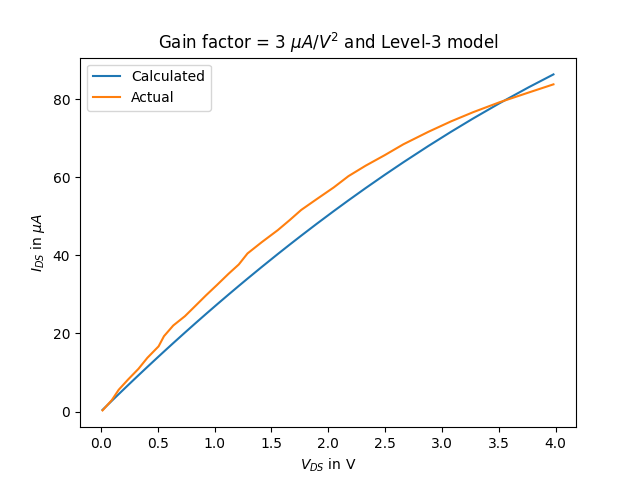 Gain factor = 3 μA/V² and Level-3 model
Calculated
Actual
80
60
40
20
0
I_DS in μA
0.0 0.5 1.0 1.5 2.0 2.5 3.0 3.5 4.0
V_DS in V